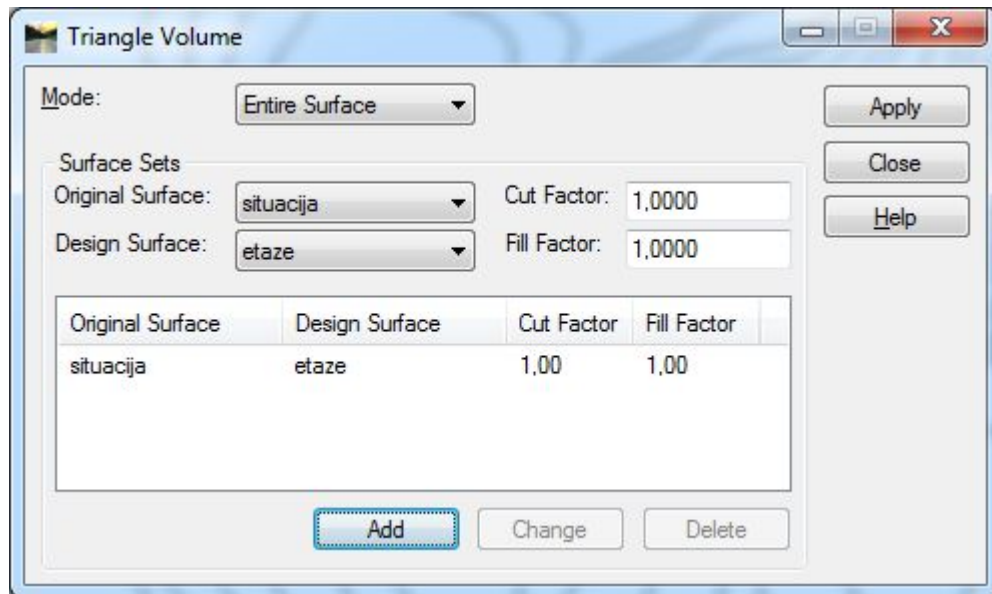 Triangle Volume
Mode: Entire Surface Apply
Surface Sets Close
Original Surface: situacija Cut Factor: 1,0000 Help
Design Surface: etaze Fill Factor: 1,0000
Original Surface Design Surface Cut Factor Fill Factor
situacija etaze 1,00 1,00
Add Change Delete